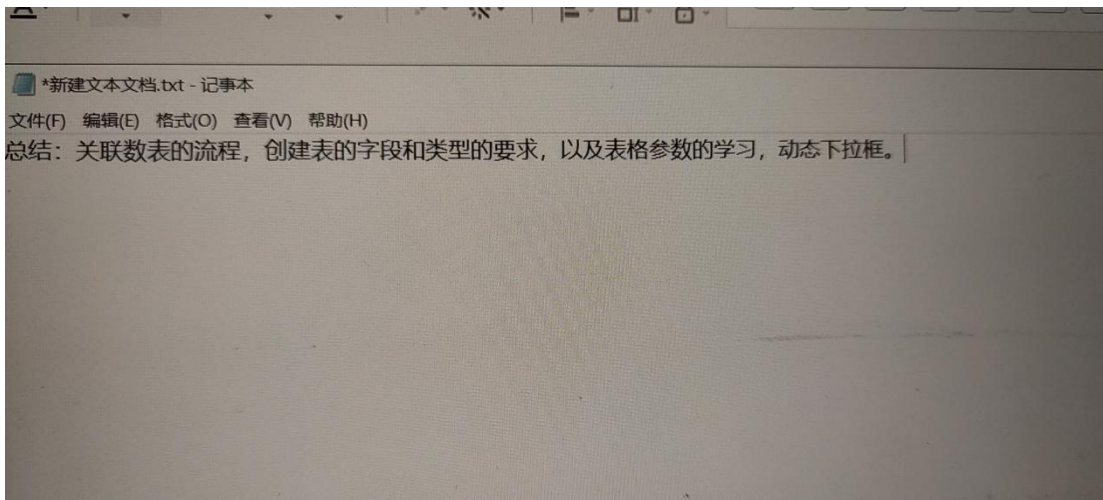 *新建文本文档.txt - 记事本
文件(F) 编辑(E) 格式(O) 查看(V) 帮助(H)
总结：关联数表的流程，创建表的字段和类型的要求，以及表格参数的学习，动态下拉框。